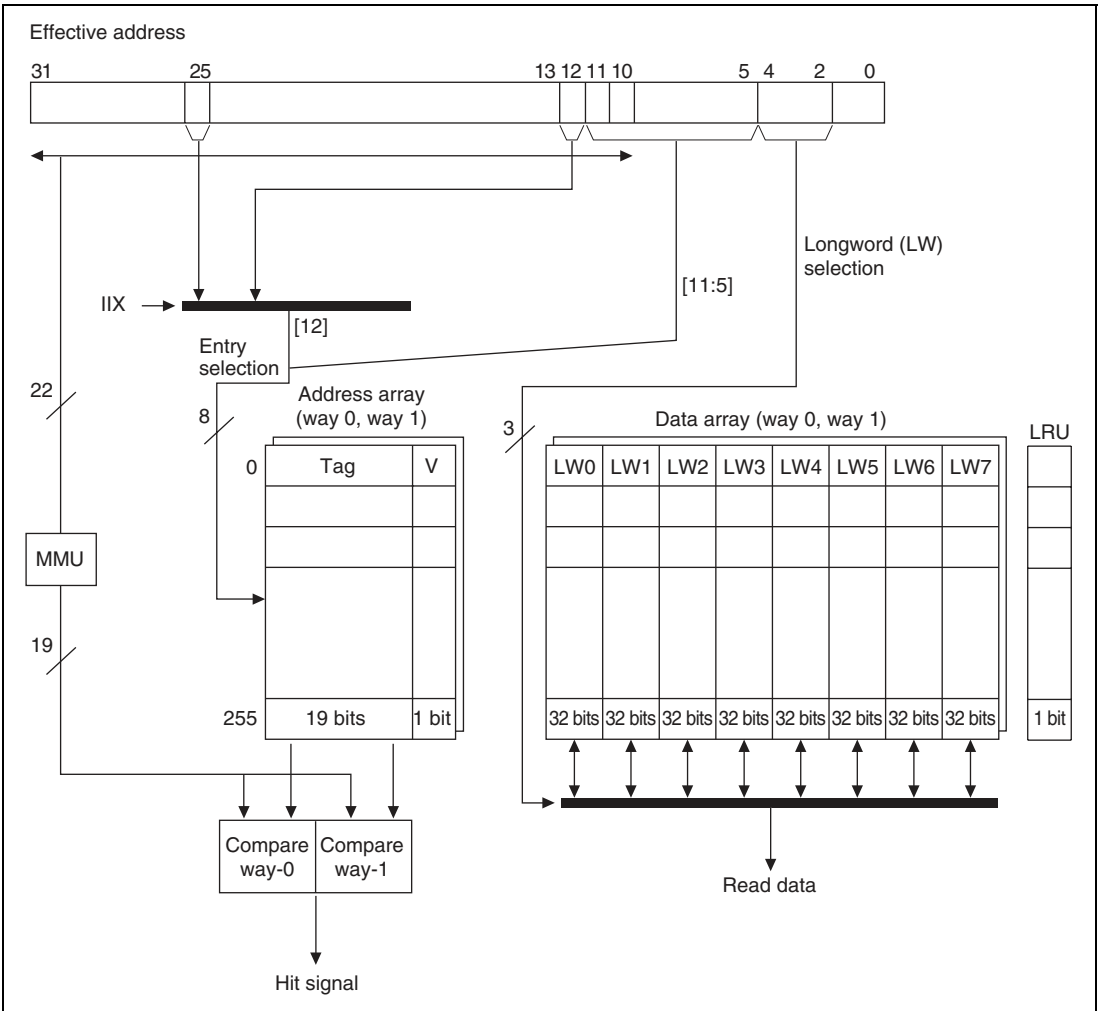 Effective address
31 25 13 12 11 10 5 4 2 0
Longword (LW)
selection
[11:5]
IIX
[12]
Entry
selection
22
8
Address array
(way 0, way 1)
3
Data array (way 0, way 1)
LRU
0 Tag V
LW0 LW1 LW2 LW3 LW4 LW5 LW6 LW7
MMU
19
255 19 bits 1 bit
32 bits 32 bits 32 bits 32 bits 32 bits 32 bits 32 bits 32 bits
1 bit
Compare
way-0
Compare
way-1
Read data
Hit signal